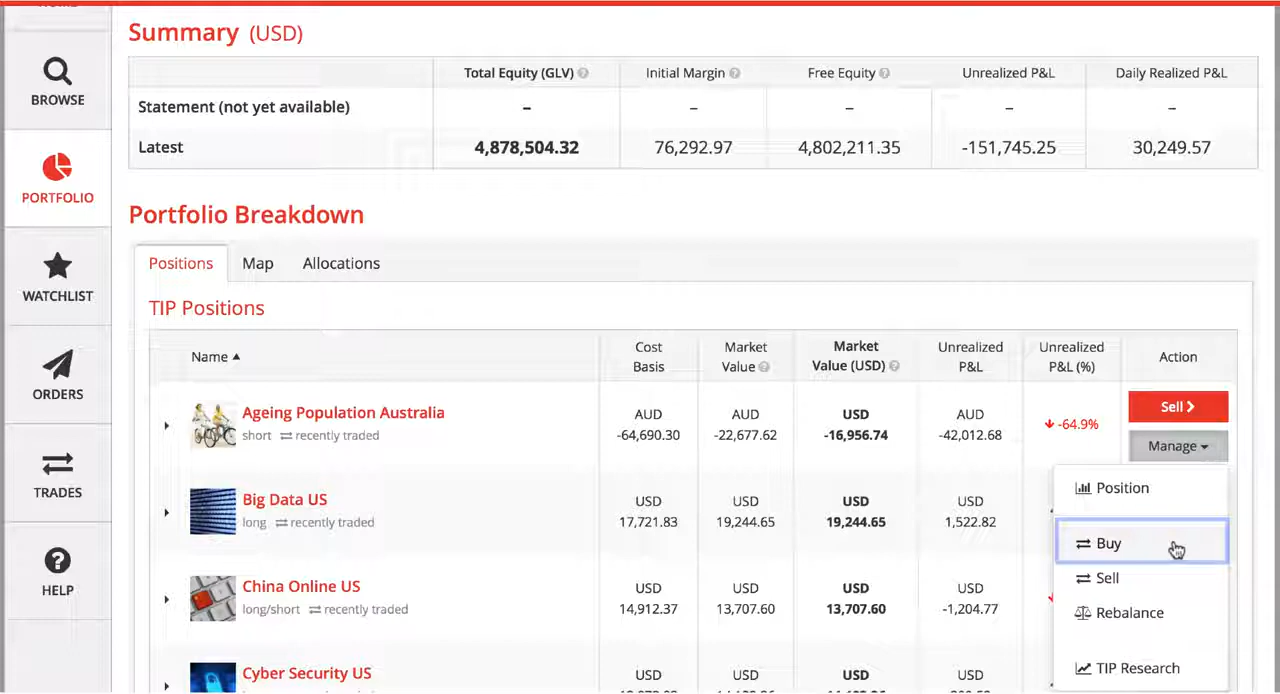 Summary (USD)
Total Equity (GLV) Initial Margin Free Equity Unrealized P&L Daily Realized P&L
BROWSE
Statement (not yet available) – – – – –
Latest 4,878,504.32 76,292.97 4,802,211.35 -151,745.25 30,249.57
PORTFOLIO
Portfolio Breakdown
Positions Map Allocations
WATCHLIST
TIP Positions
Name Cost Basis Market Value Market Value (USD) Unrealized P&L Unrealized P&L (%) Action
ORDERS
Sell
Ageing Population Australia AUD AUD USD AUD
short recently traded -64,690.30 -22,677.62 -16,956.74 -42,012.68 -64.9%
Manage
TRADES
Position
Big Data US USD USD USD USD
long recently traded 17,721.83 19,244.65 19,244.65 1,522.82
Buy
Sell
HELP
China Online US USD USD USD USD
long/short recently traded 14,912.37 13,707.60 13,707.60 -1,204.77
Rebalance
Cyber Security US USD USD USD USD
TIP Research